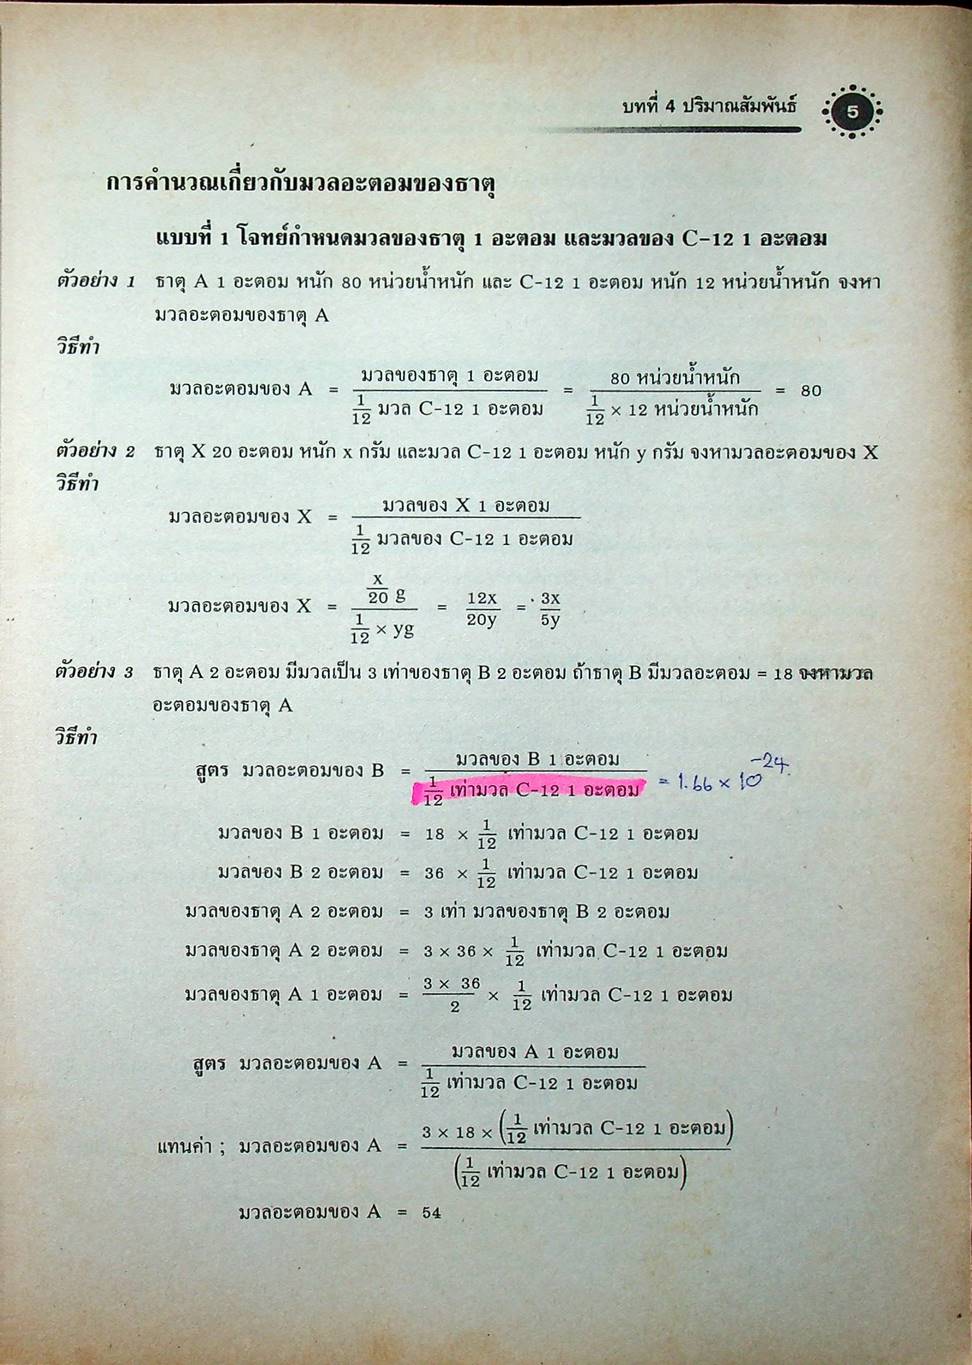 บทที่ 4 ปริมาณสัมพันธ์ 5
การคำนวณเกี่ยวกับมวลอะตอมของธาตุ
แบบที่ 1 โจทย์กำหนดมวลของธาตุ 1 อะตอม และมวลของ C-12 1 อะตอม
ตัวอย่าง 1 ธาตุ A 1 อะตอม หนัก 80 หน่วยน้ำหนัก และ C-12 1 อะตอม หนัก 12 หน่วยน้ำหนัก จงหา
มวลอะตอมของธาตุ A
วิธีทำ
มวลอะตอมของ A = มวลของธาตุ 1 อะตอม / 1/12 มวล C-12 1 อะตอม = 80 หน่วยน้ำหนัก / 1/12 × 12 หน่วยน้ำหนัก = 80
ตัวอย่าง 2 ธาตุ X 20 อะตอม หนัก x กรัม และมวล C-12 1 อะตอม หนัก y กรัม จงหามวลอะตอมของ X
วิธีทำ
มวลอะตอมของ X = มวลของ X 1 อะตอม / 1/12 มวลของ C-12 1 อะตอม
มวลอะตอมของ X = x/20 g / 1/12 × yg = 12x/20y = 3x/5y
ตัวอย่าง 3 ธาตุ A 2 อะตอม มีมวลเป็น 3 เท่าของธาตุ B 2 อะตอม ถ้าธาตุ B มีมวลอะตอม = 18 จงหามวล
อะตอมของธาตุ A
วิธีทำ
สูตร มวลอะตอมของ B = มวลของ B 1 อะตอม / 1/12 เท่ามวล C-12 1 อะตอม = 1.66 × 10⁻²⁴
มวลของ B 1 อะตอม = 18 × 1/12 เท่ามวล C-12 1 อะตอม
มวลของ B 2 อะตอม = 36 × 1/12 เท่ามวล C-12 1 อะตอม
มวลของธาตุ A 2 อะตอม = 3 เท่า มวลของธาตุ B 2 อะตอม
มวลของธาตุ A 2 อะตอม = 3 × 36 × 1/12 เท่ามวล C-12 1 อะตอม
มวลของธาตุ A 1 อะตอม = 3 × 36/2 × 1/12 เท่ามวล C-12 1 อะตอม
สูตร มวลอะตอมของ A = มวลของ A 1 อะตอม / 1/12 เท่ามวล C-12 1 อะตอม
แทนค่า ; มวลอะตอมของ A = 3 × 18 × (1/12 เท่ามวล C-12 1 อะตอม) / (1/12 เท่ามวล C-12 1 อะตอม)
มวลอะตอมของ A = 54